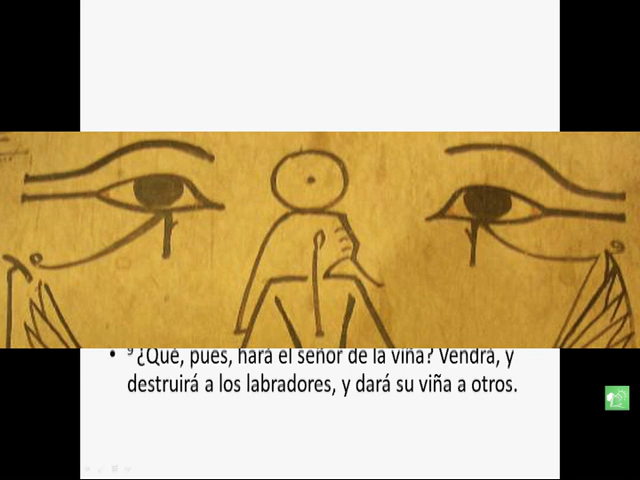 • ⁹ ¿Qué, pues, hará el señor de la viña? Vendrá, y
destruirá a los labradores, y dará su viña a otros.